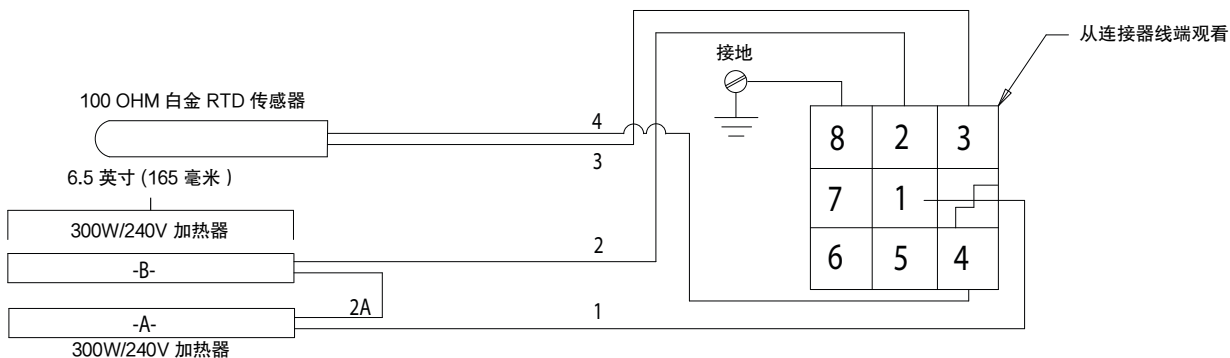 从连接器线端观看
接地
100 OHM 白金 RTD 传感器
4
3
6.5 英寸 (165 毫米 )
300W/240V 加热器
-B-
2
2A
-A-
1
300W/240V 加热器
8 2 3
7 1
6 5 4